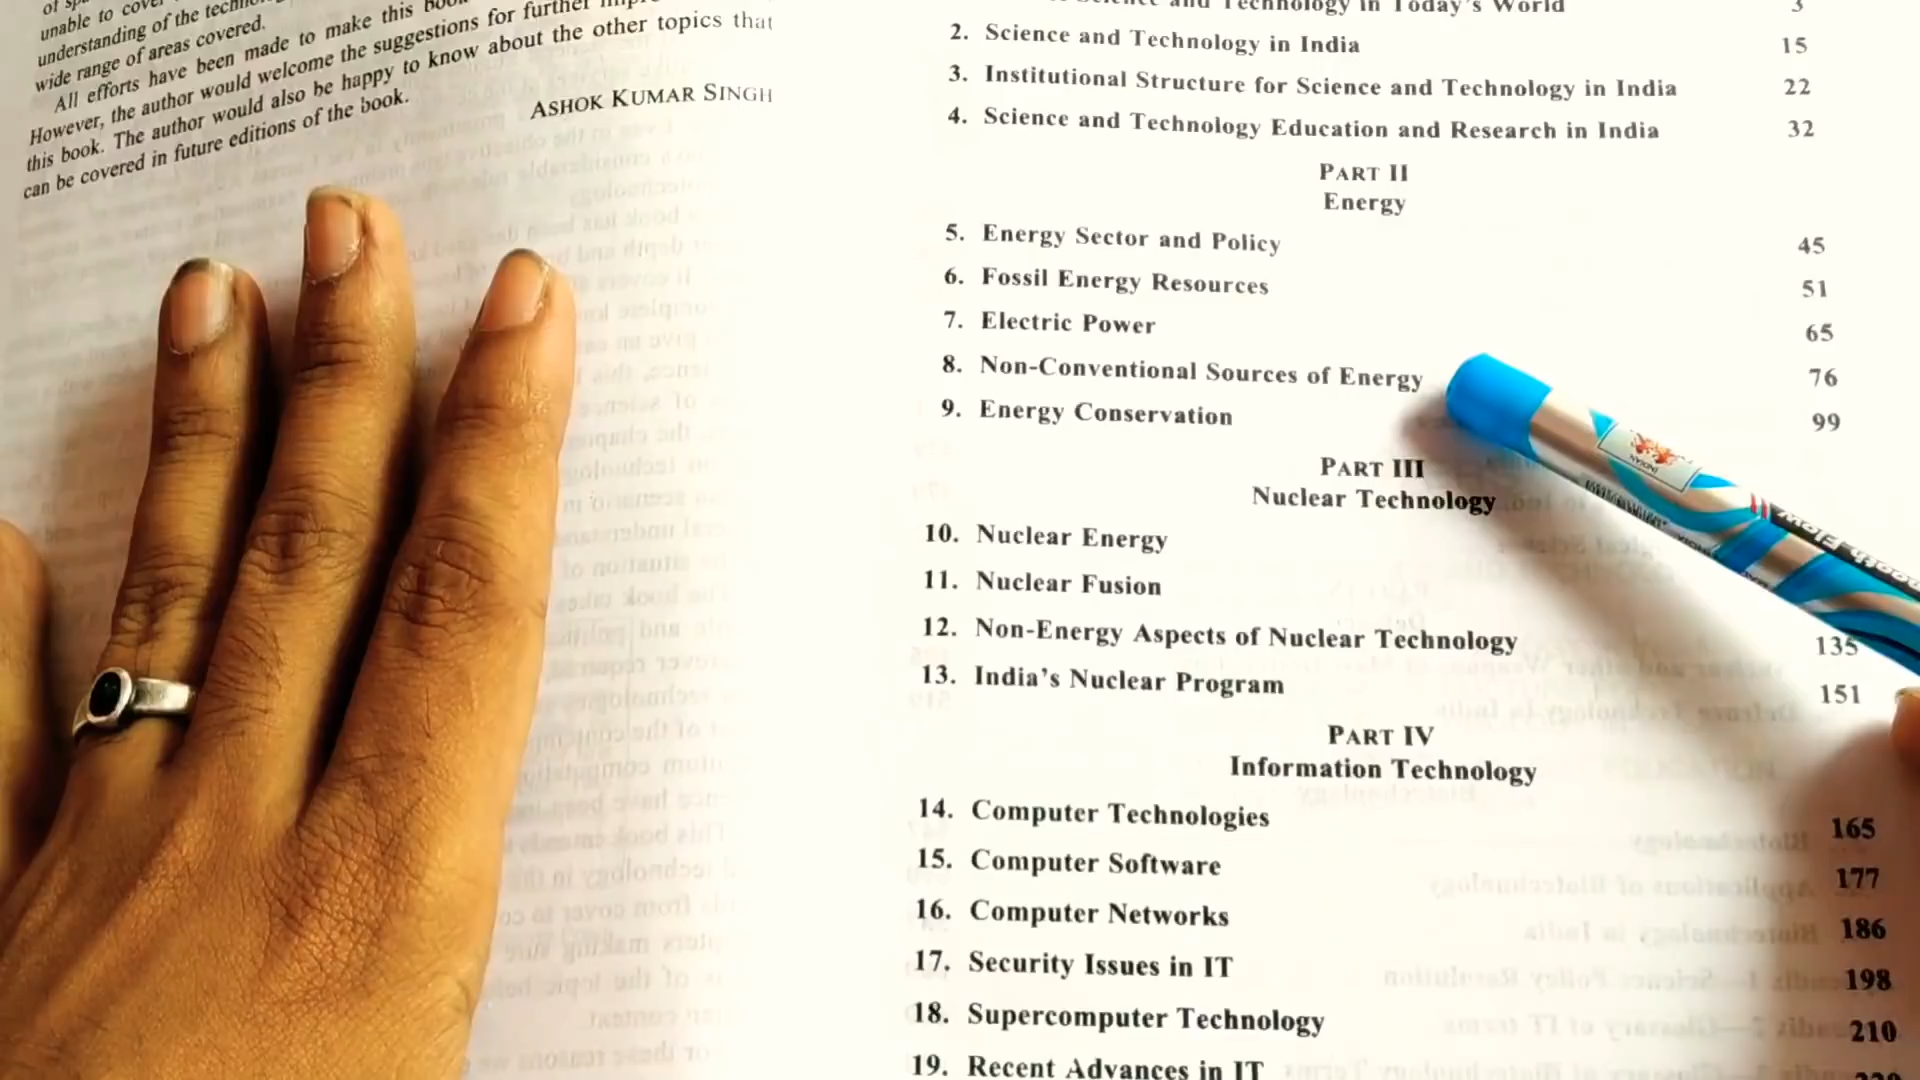 unable to cover
understanding of the
wide range of areas covered.
All efforts have been made to make this
However, the author would welcome the suggestions for further
this book. The author would also be happy to know about the other topics that
can be covered in future editions of the book.
ASHOK KUMAR SINGH
and Technology in Today's World 3
2. Science and Technology in India 15
3. Institutional Structure for Science and Technology in India 22
4. Science and Technology Education and Research in India 32
PART II
Energy
5. Energy Sector and Policy 45
6. Fossil Energy Resources 51
7. Electric Power 65
8. Non-Conventional Sources of Energy 76
9. Energy Conservation 99
PART III
Nuclear Technology
10. Nuclear Energy
11. Nuclear Fusion
12. Non-Energy Aspects of Nuclear Technology 135
13. India's Nuclear Program 151
PART IV
Information Technology
14. Computer Technologies 165
15. Computer Software 177
16. Computer Networks 186
17. Security Issues in IT 198
18. Supercomputer Technology 210
19. Recent Advances in IT